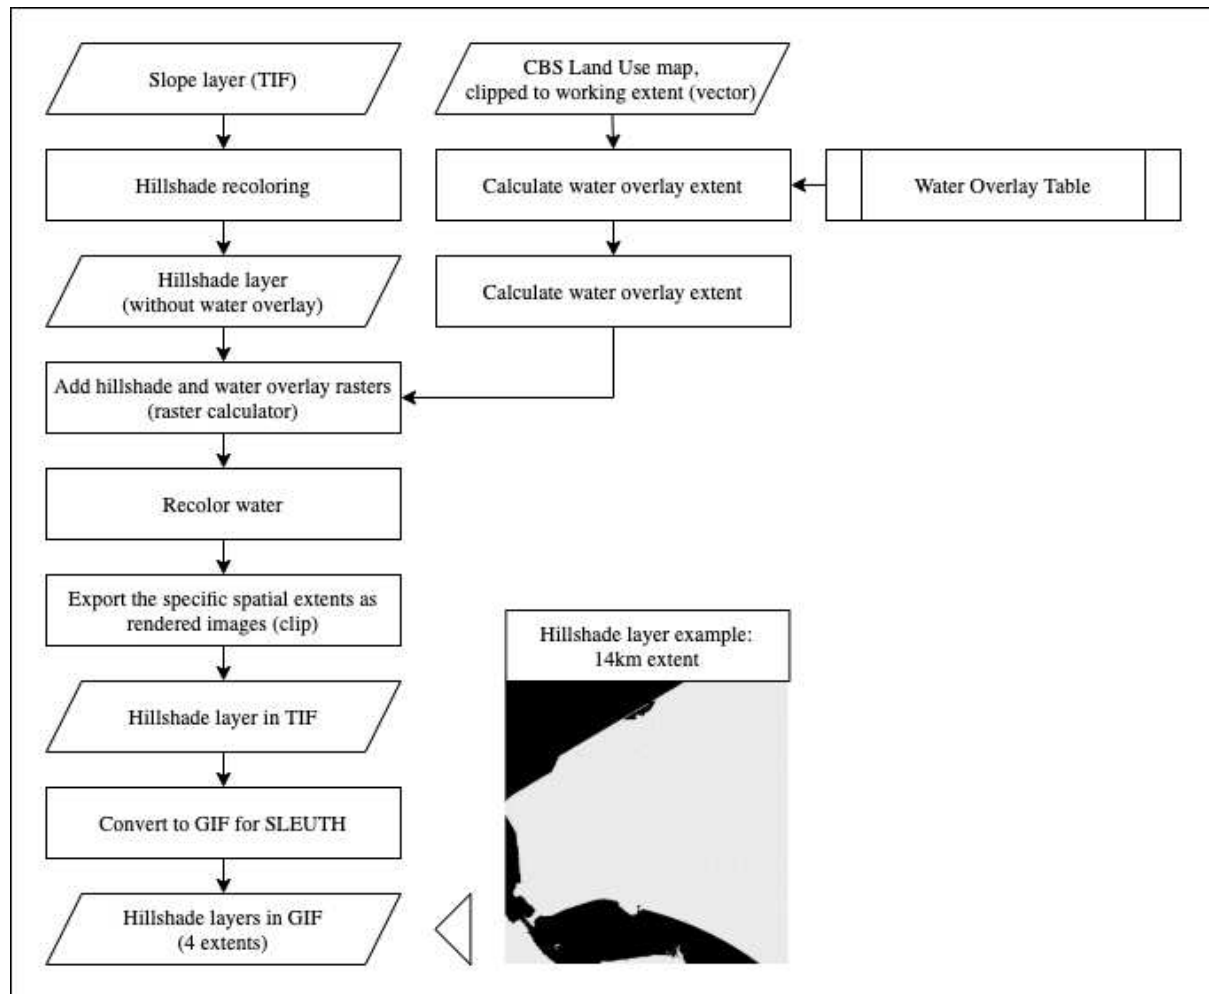 Slope layer (TIF)
CBS Land Use map,
clipped to working extent (vector)
Hillshade recoloring
Calculate water overlay extent
Water Overlay Table
Hillshade layer
(without water overlay)
Calculate water overlay extent
Add hillshade and water overlay rasters
(raster calculator)
Recolor water
Export the specific spatial extents as
rendered images (clip)
Hillshade layer example:
14km extent
Hillshade layer in TIF
Convert to GIF for SLEUTH
Hillshade layers in GIF
(4 extents)